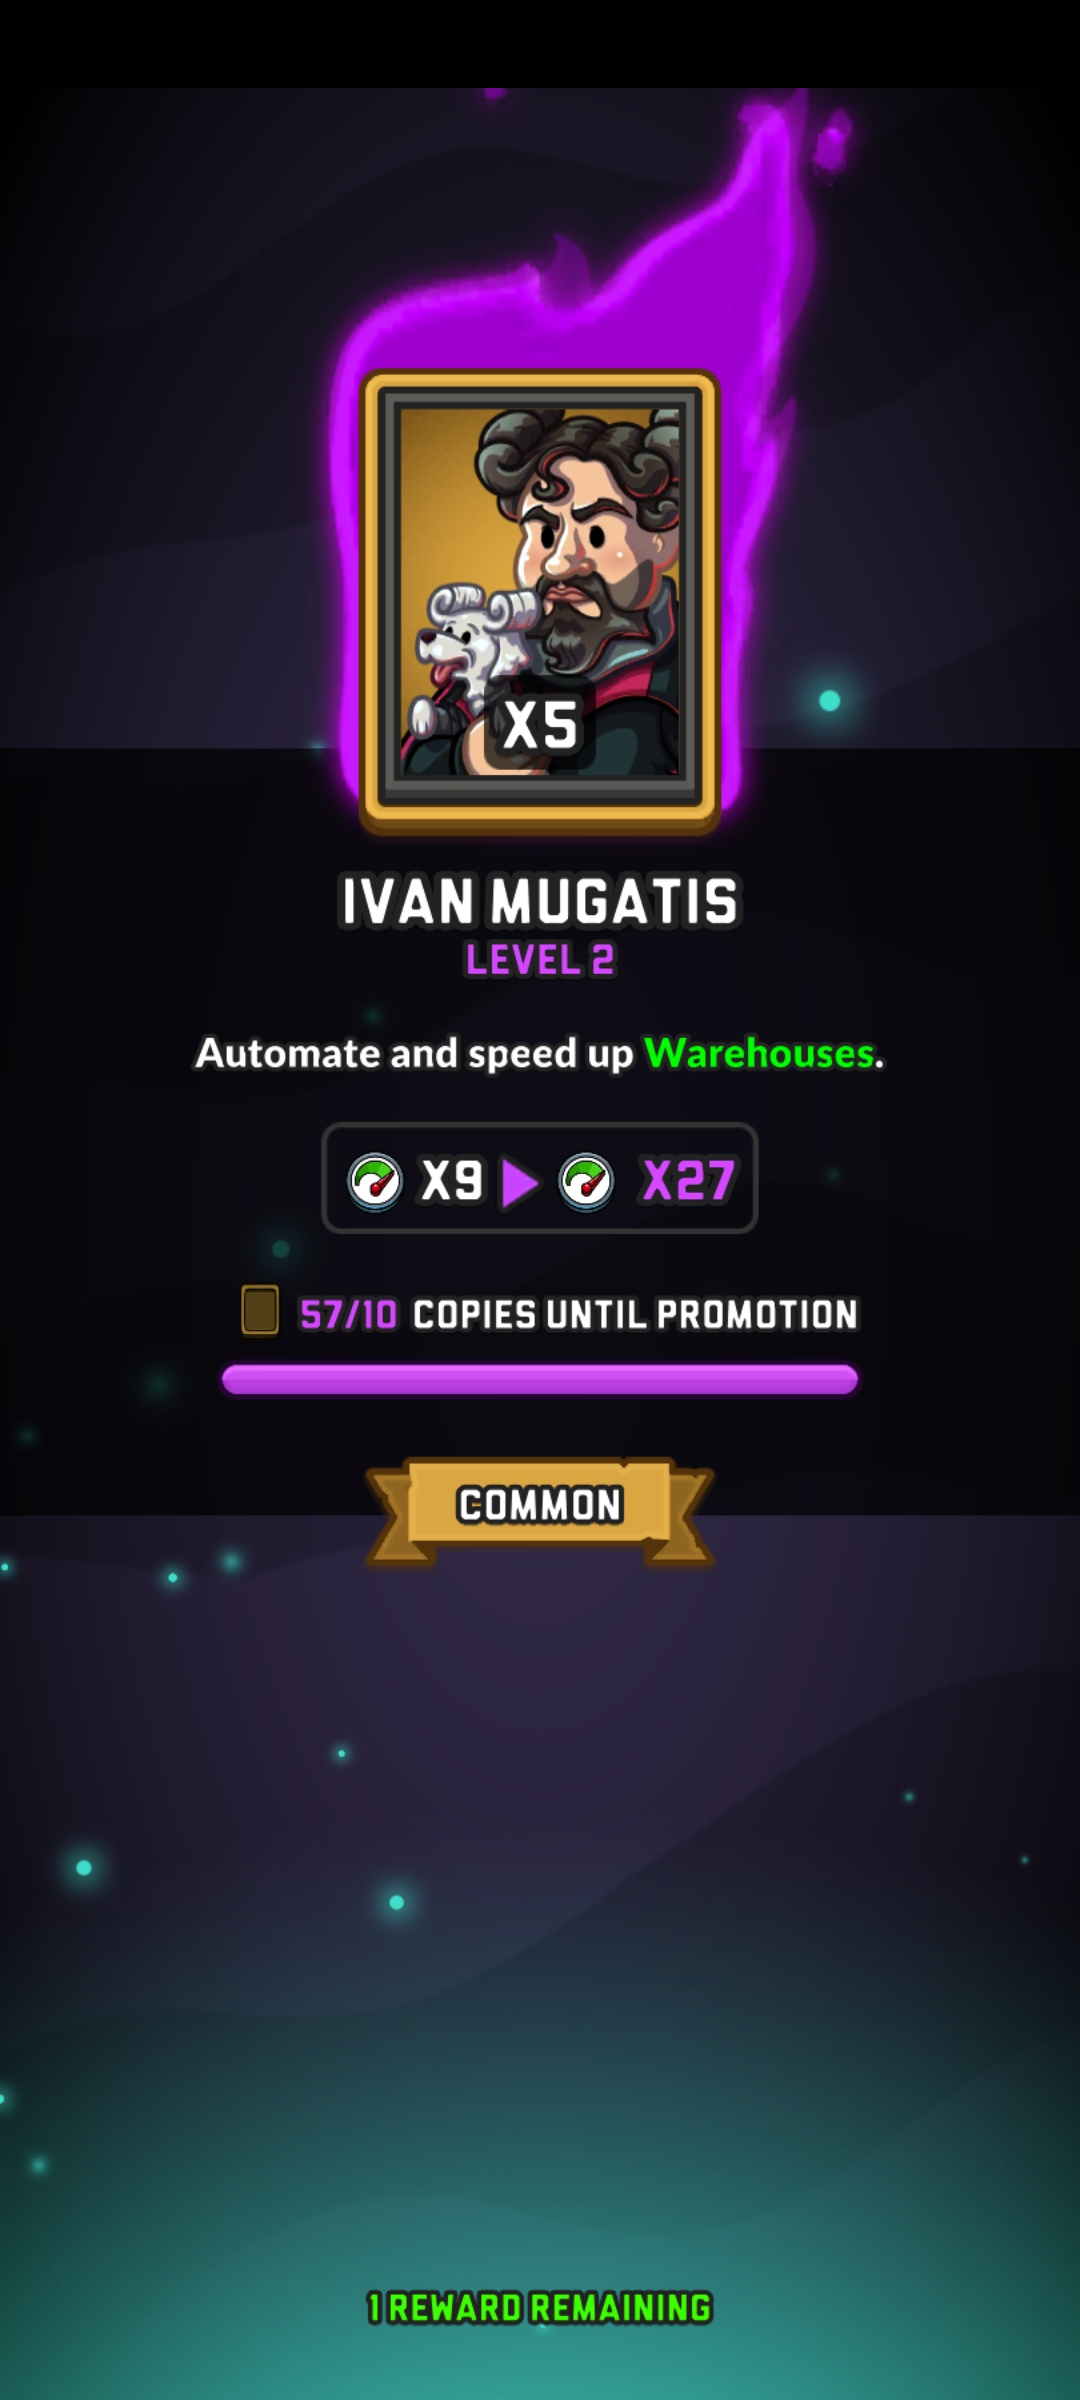 X5
IVAN MUGATIS
LEVEL 2
Automate and speed up Warehouses.
X9 X27
57/10 COPIES UNTIL PROMOTION
COMMON
1 REWARD REMAINING